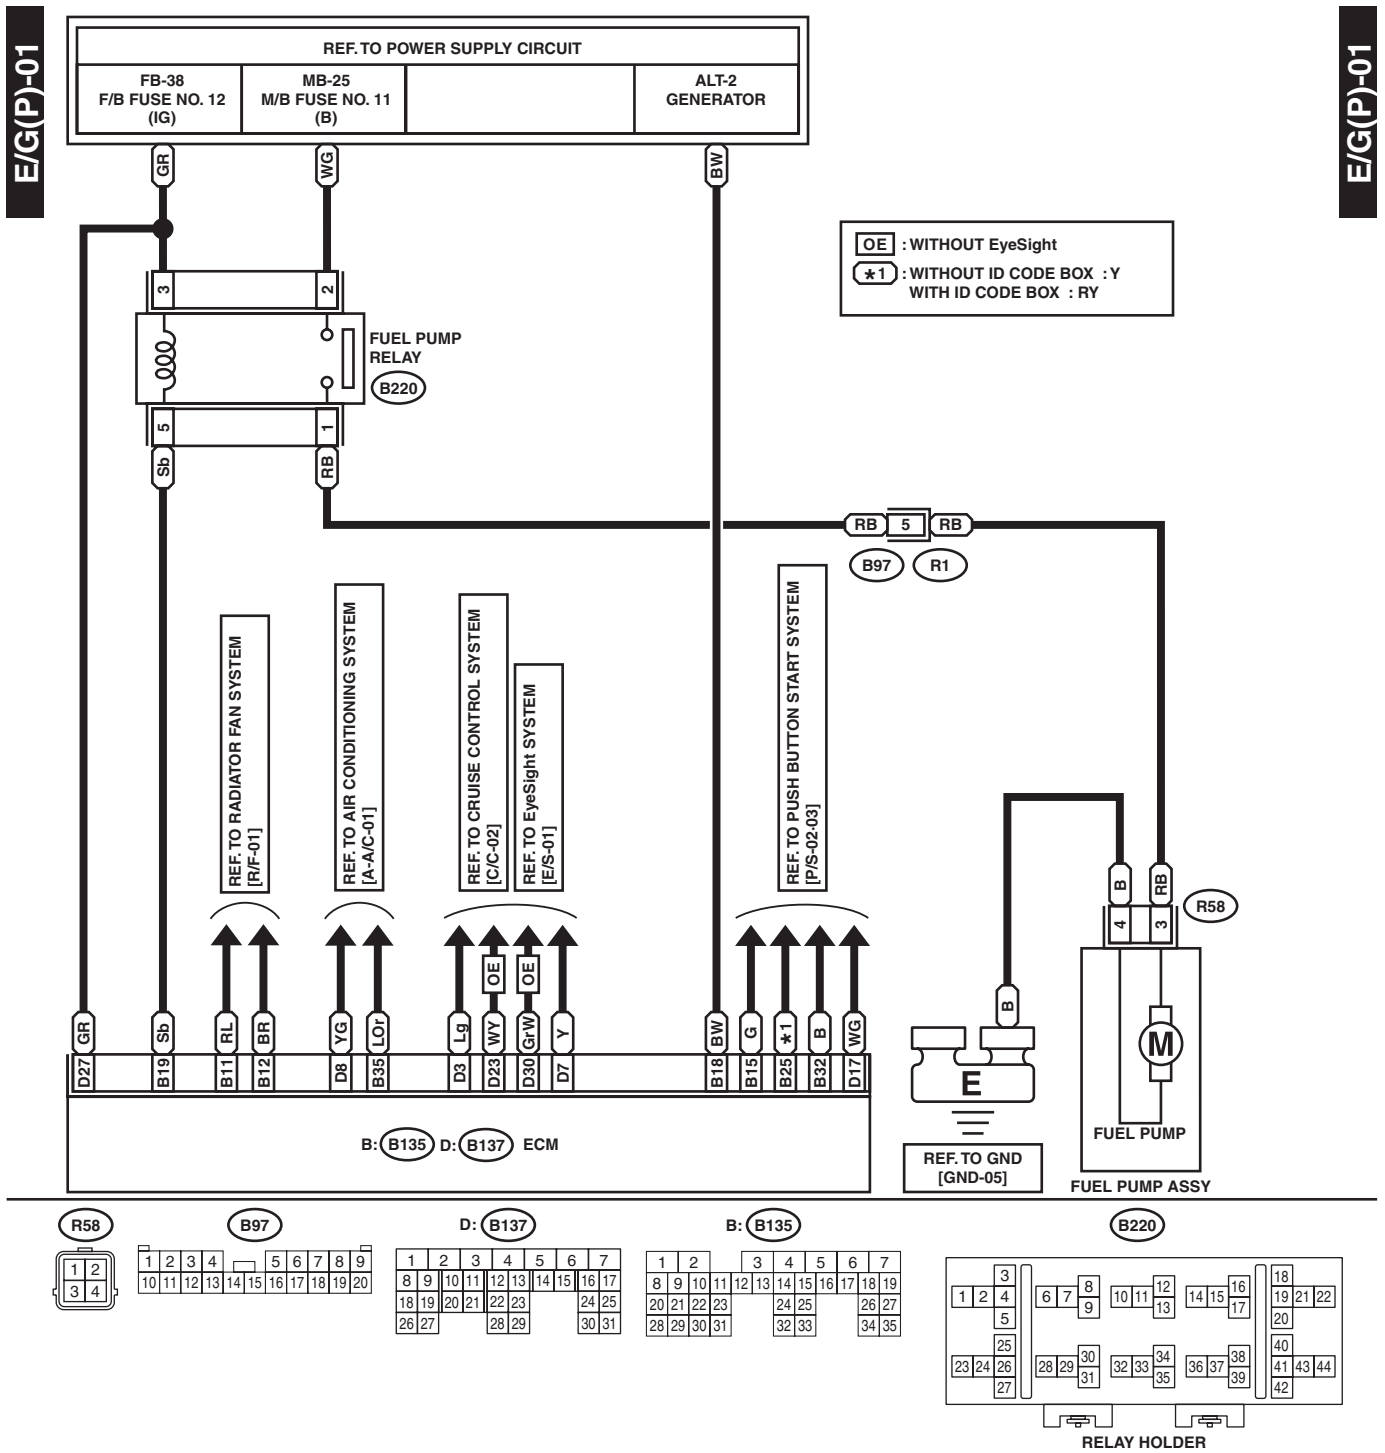 E/G(P)-01
E/G(P)-01
REF. TO POWER SUPPLY CIRCUIT
FB-38
F/B FUSE NO. 12
(IG)
MB-25
M/B FUSE NO. 11
(B)
ALT-2
GENERATOR
GR
WG
BW
OE : WITHOUT EyeSight
*1 : WITHOUT ID CODE BOX : Y
WITH ID CODE BOX : RY
3
2
FUEL PUMP
RELAY
B220
5
1
Sb
RB
RB 5 RB
B97 R1
REF. TO RADIATOR FAN SYSTEM
[R/F-01]
REF. TO AIR CONDITIONING SYSTEM
[A-A/C-01]
REF. TO CRUISE CONTROL SYSTEM
[C/C-02]
REF. TO EyeSight SYSTEM
[E/S-01]
REF. TO PUSH BUTTON START SYSTEM
[P/S-02·03]
B
RB
R58
4
3
OE OE
B
GR Sb RL BR YG LOr Lg WY GrW Y BW G *1 B WG
D27 B19 B11 B12 D8 B35 D3 D23 D30 D7 B18 B15 B25 B32 D17
M
E
FUEL PUMP
B: B135 D: B137 ECM
REF. TO GND
[GND-05]
FUEL PUMP ASSY
R58
1 2
3 4
B97
1 2 3 4 5 6 7 8 9
10 11 12 13 14 15 16 17 18 19 20
D: B137
1 2 3 4 5 6 7
8 9 10 11 12 13 14 15 16 17
18 19 20 21 22 23 24 25
26 27 28 29 30 31
B: B135
1 2 3 4 5 6 7
8 9 10 11 12 13 14 15 16 17 18 19
20 21 22 23 24 25 26 27
28 29 30 31 32 33 34 35
B220
3 8 12 16 18
1 2 4 6 7 10 11 14 15 19 21 22
5 9 13 17 20
25 30 34 38 40
23 24 26 28 29 32 33 36 37 41 43 44
27 31 35 39 42
RELAY HOLDER